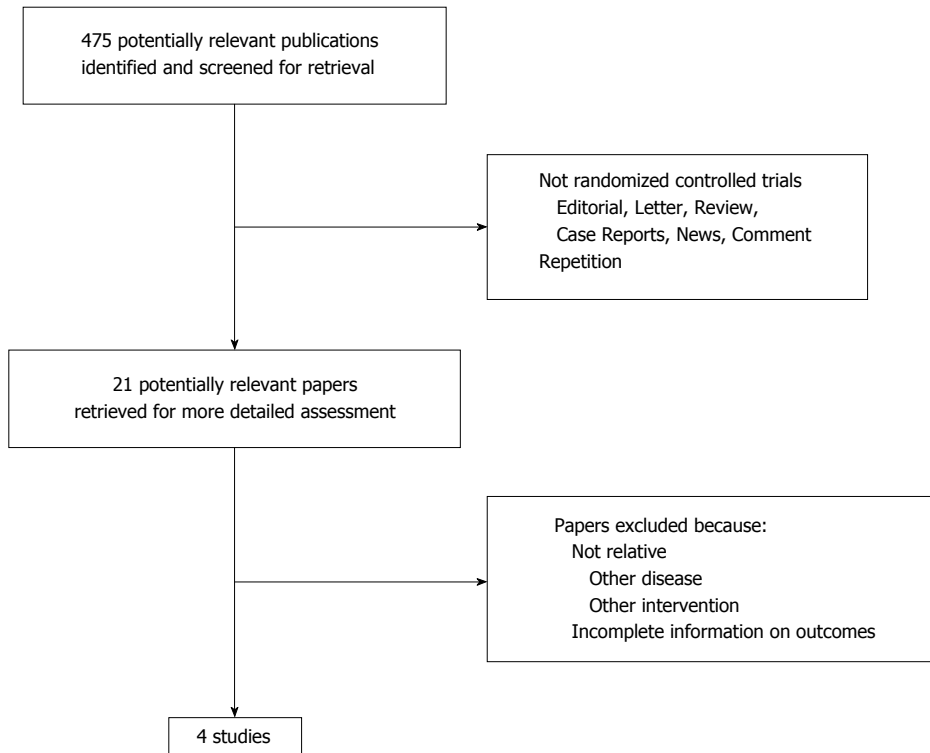 475 potentially relevant publications
identified and screened for retrieval
Not randomized controlled trials
Editorial, Letter, Review,
Case Reports, News, Comment
Repetition
21 potentially relevant papers
retrieved for more detailed assessment
Papers excluded because:
Not relative
Other disease
Other intervention
Incomplete information on outcomes
4 studies